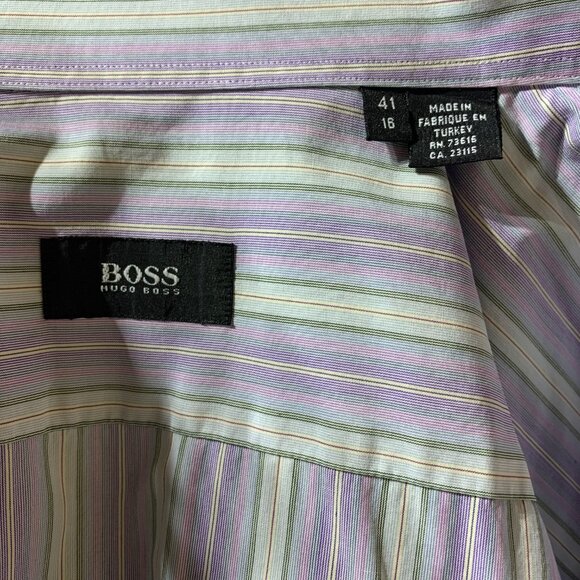 41
16
MADE IN
FABRIQUE EN
TURKEY
RN. 73616
CA. 23115
BOSS
HUGO BOSS